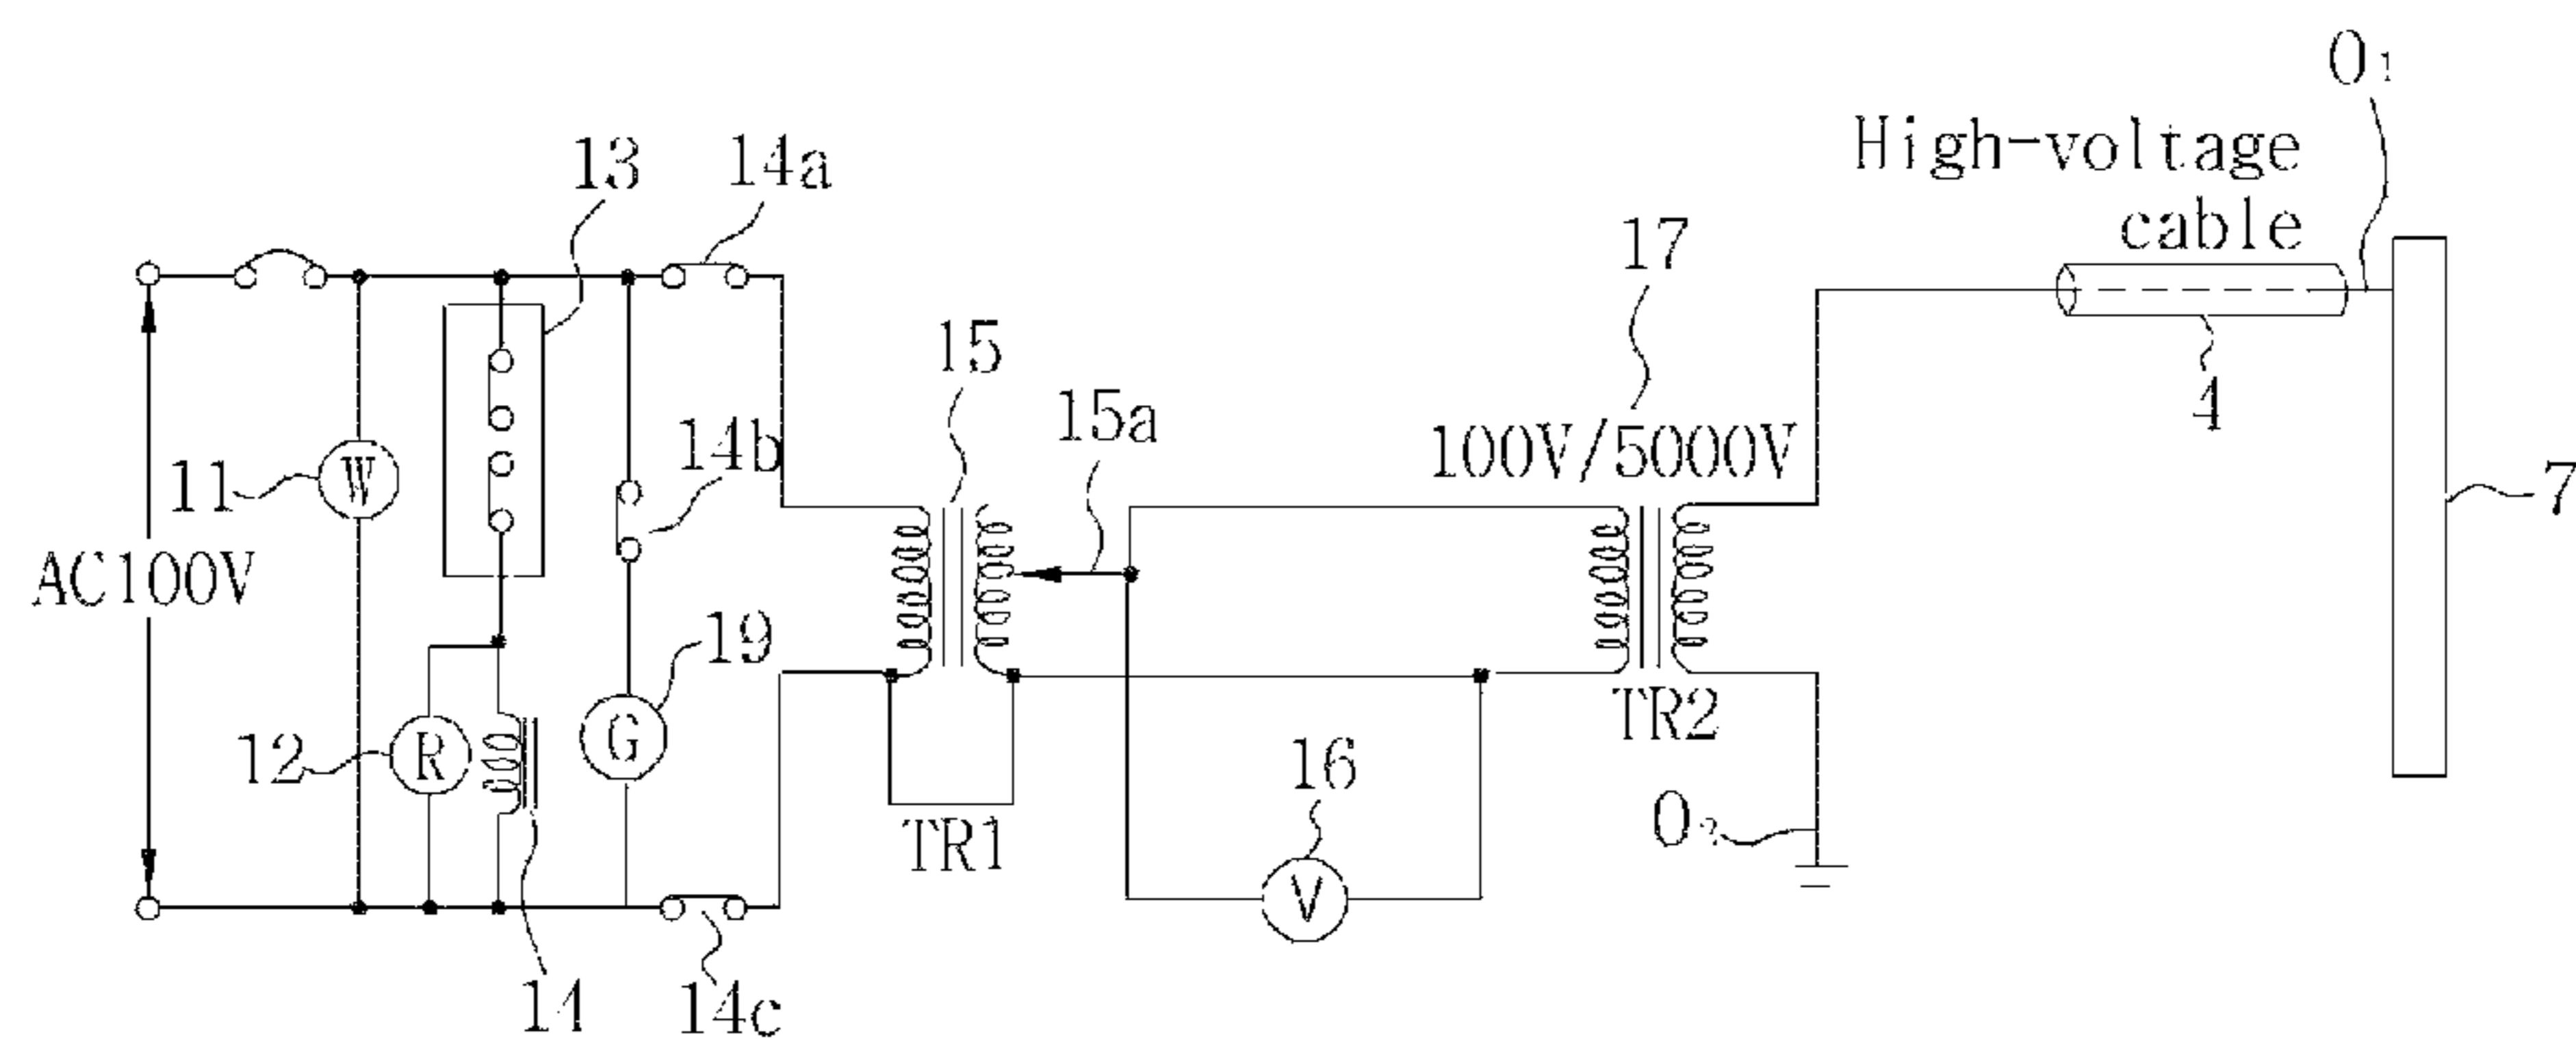 O1
High-voltage
cable
13
14a
17
15
15a
100V/5000V
4
14b
11
W
7
AC100V
19
TR2
12
R
G
16
O2
TR1
V
14
14c